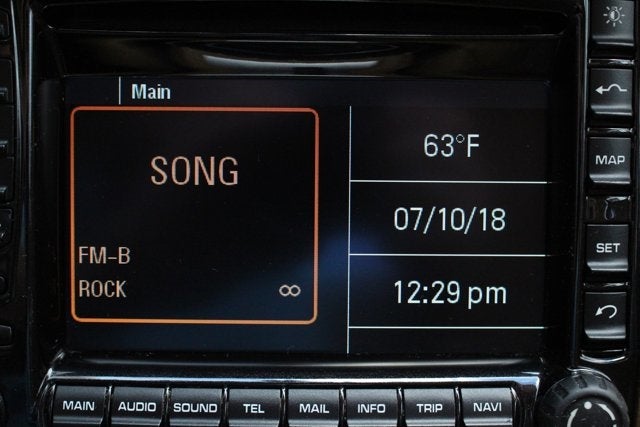 Main
SONG
FM-B
ROCK ∞
63°F
07/10/18
12:29 pm
MAP
SET
MAIN AUDIO SOUND TEL MAIL INFO TRIP NAVI